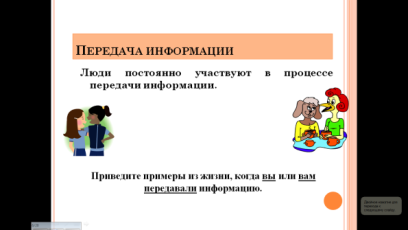 ПЕРЕДАЧА ИНФОРМАЦИИ
Люди постоянно участвуют в процессе
передачи информации.
Приведите примеры из жизни, когда вы или вам
передавали информацию.